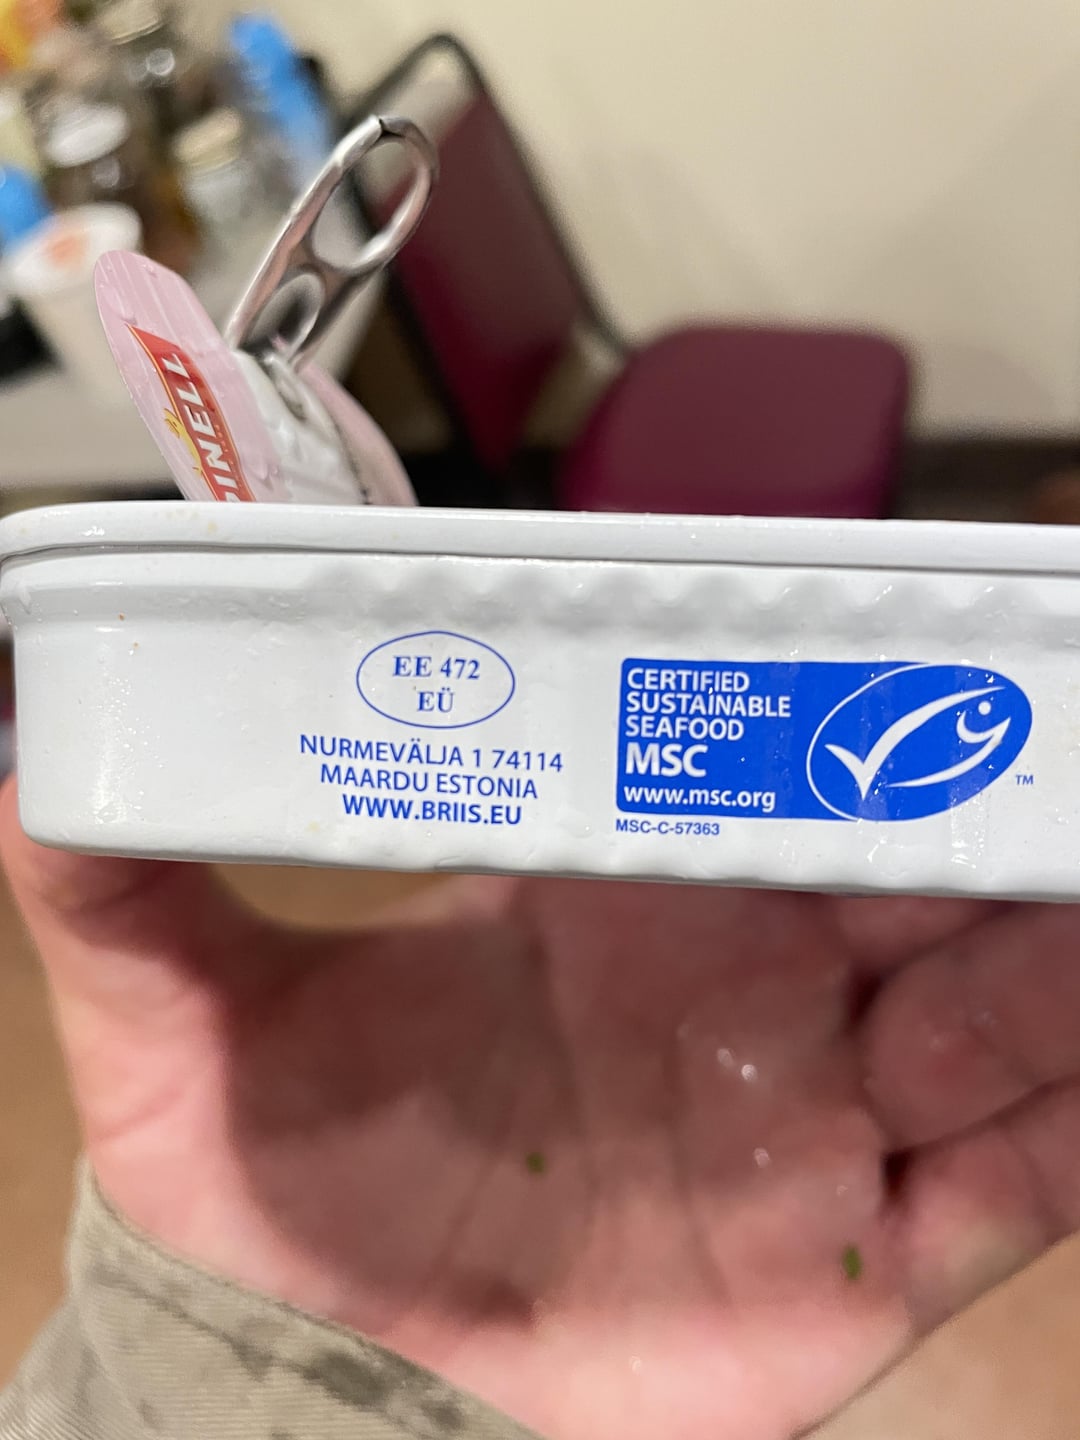 EE 472
EÜ
NURMEVÄLJA 1 74114
MAARDU ESTONIA
WWW.BRIIS.EU
CERTIFIED
SUSTAINABLE
SEAFOOD
MSC
www.msc.org
TM
MSC-C-57363